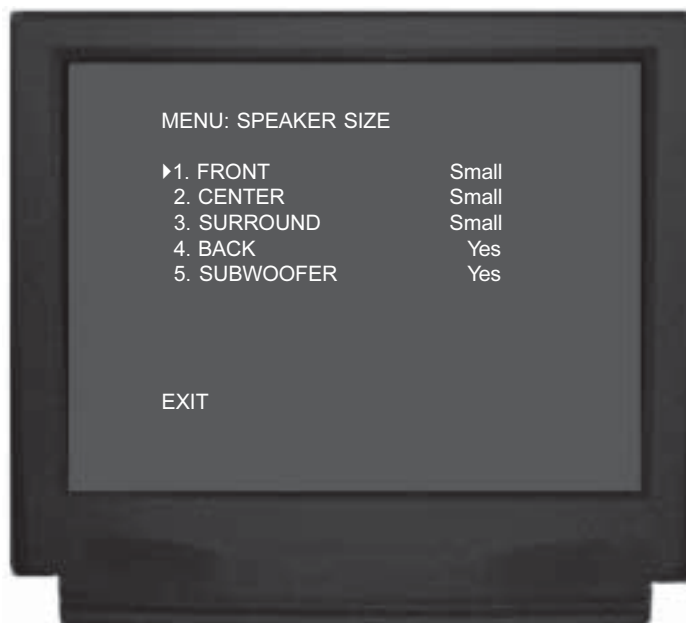 MENU: SPEAKER SIZE
1. FRONT Small
2. CENTER Small
3. SURROUND Small
4. BACK Yes
5. SUBWOOFER Yes
EXIT